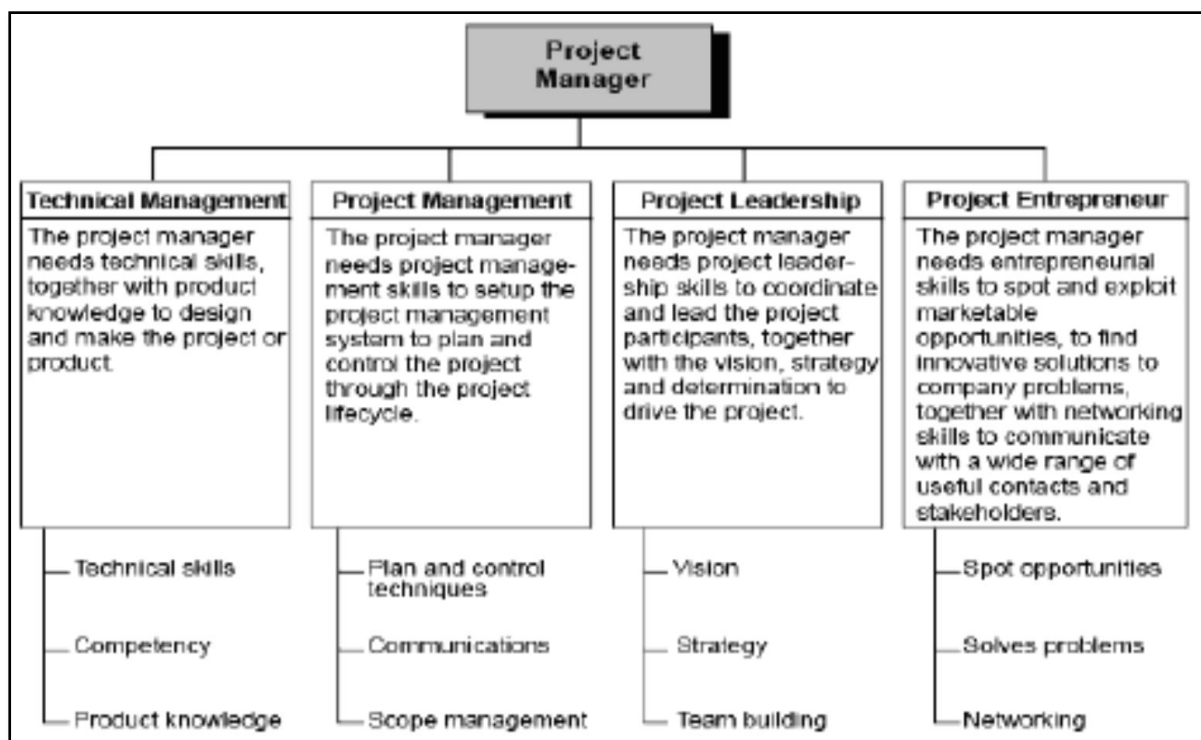 Project
Manager
Technical Management
The project manager
needs technical skills,
together with product
knowledge to design
and make the project or
product.
Technical skills
Competency
Product knowledge
Project Management
The project manager
needs project manage-
ment skills to setup the
project management
system to plan and
control the project
through the project
lifecycle.
Plan and control
techniques
Communications
Scope management
Project Leadership
The project manager
needs project leader-
ship skills to coordinate
and lead the project
participants, together
with the vision, strategy
and determination to
drive the project.
Vision
Strategy
Team building
Project Entrepreneur
The project manager
needs entrepreneurial
skills to spot and exploit
marketable
opportunities, to find
innovative solutions to
company problems,
together with networking
skills to communicate
with a wide range of
useful contacts and
stakeholders.
Spot opportunities
Solves problems
Networking